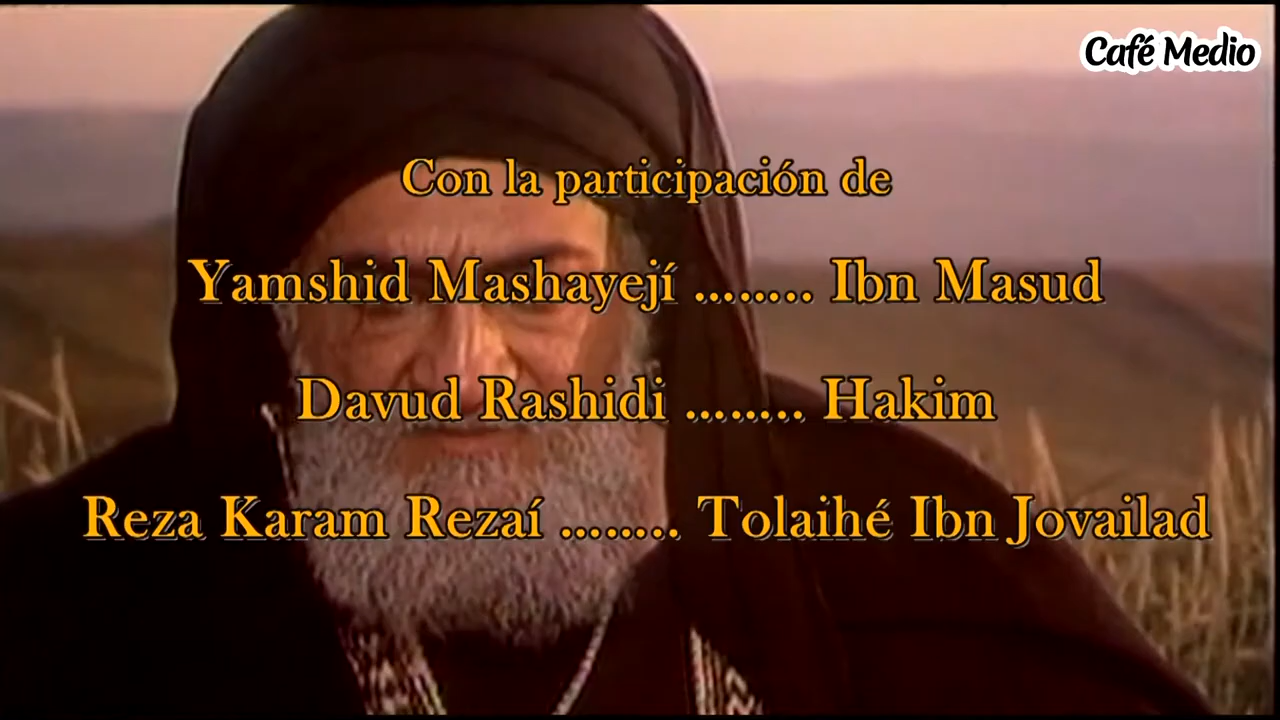 Café Medio
Con la participación de
Yamshid Mashayejí ........ Ibn Masud
Davud Rashidi ........ Hakim
Reza Karam Rezaí ........ Tolaihé Ibn Jovailad